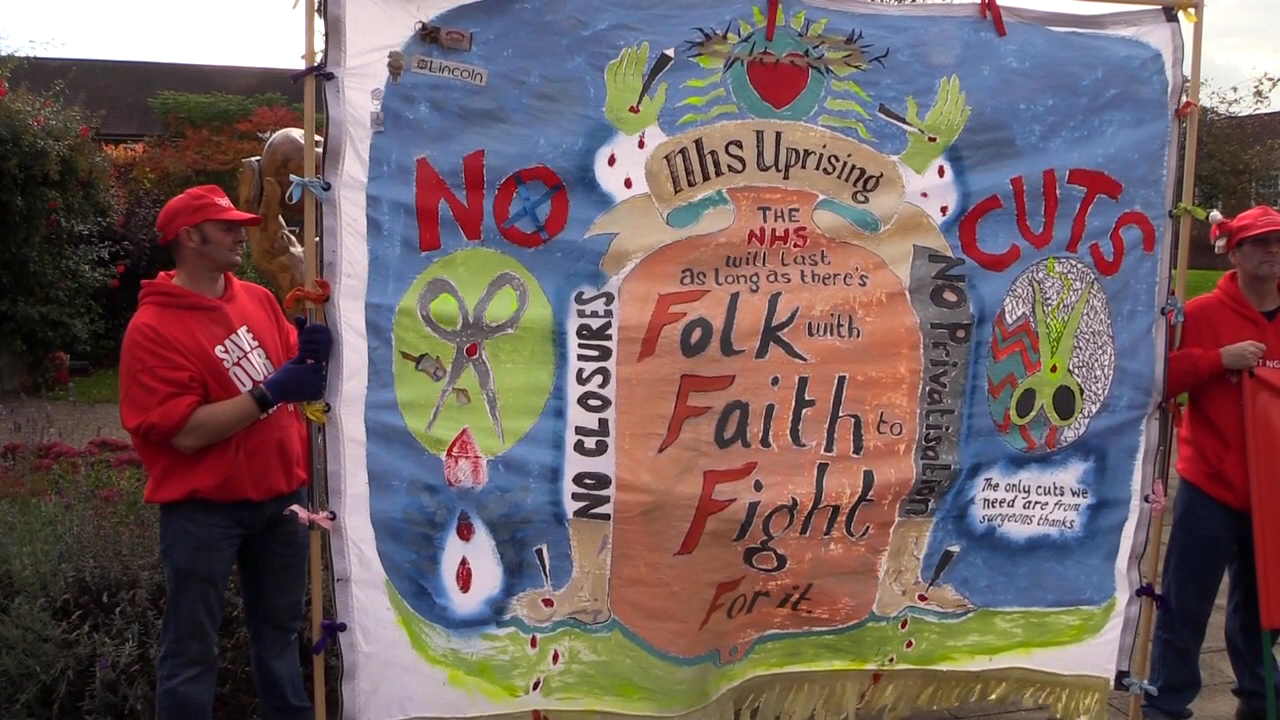 Lincoln
nhs Uprising
NO
CUTS
THE
NHS
will last
as long as there's
Folk with
Faith to
Fight
For it.
NO CLOSURES
NO Privatisation
The only cuts we
need are from
surgeons thanks
SAVE
OUR